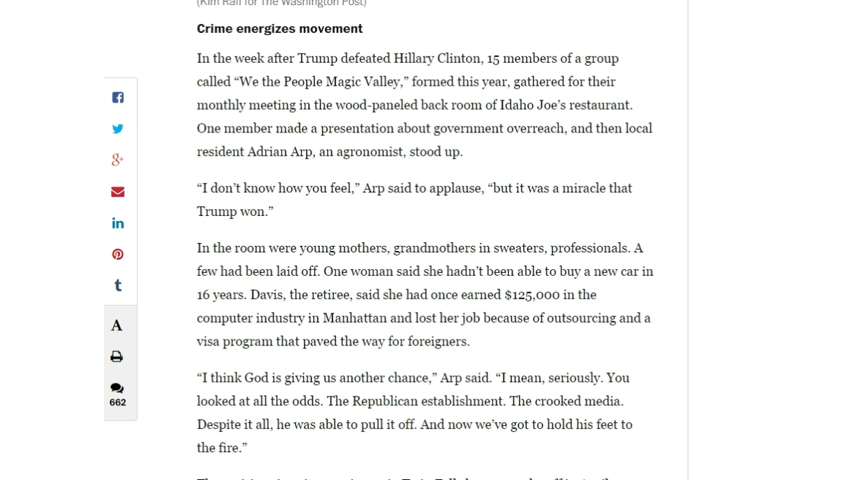 (Kim Raff for The Washington Post)
Crime energizes movement
In the week after Trump defeated Hillary Clinton, 15 members of a group
called “We the People Magic Valley,” formed this year, gathered for their
monthly meeting in the wood-paneled back room of Idaho Joe’s restaurant.
One member made a presentation about government overreach, and then local
resident Adrian Arp, an agronomist, stood up.
“I don’t know how you feel,” Arp said to applause, “but it was a miracle that
Trump won.”
In the room were young mothers, grandmothers in sweaters, professionals. A
few had been laid off. One woman said she hadn’t been able to buy a new car in
16 years. Davis, the retiree, said she had once earned $125,000 in the
computer industry in Manhattan and lost her job because of outsourcing and a
visa program that paved the way for foreigners.
“I think God is giving us another chance,” Arp said. “I mean, seriously. You
looked at all the odds. The Republican establishment. The crooked media.
Despite it all, he was able to pull it off. And now we’ve got to hold his feet to
the fire.”
f
g+
in
t
A
662